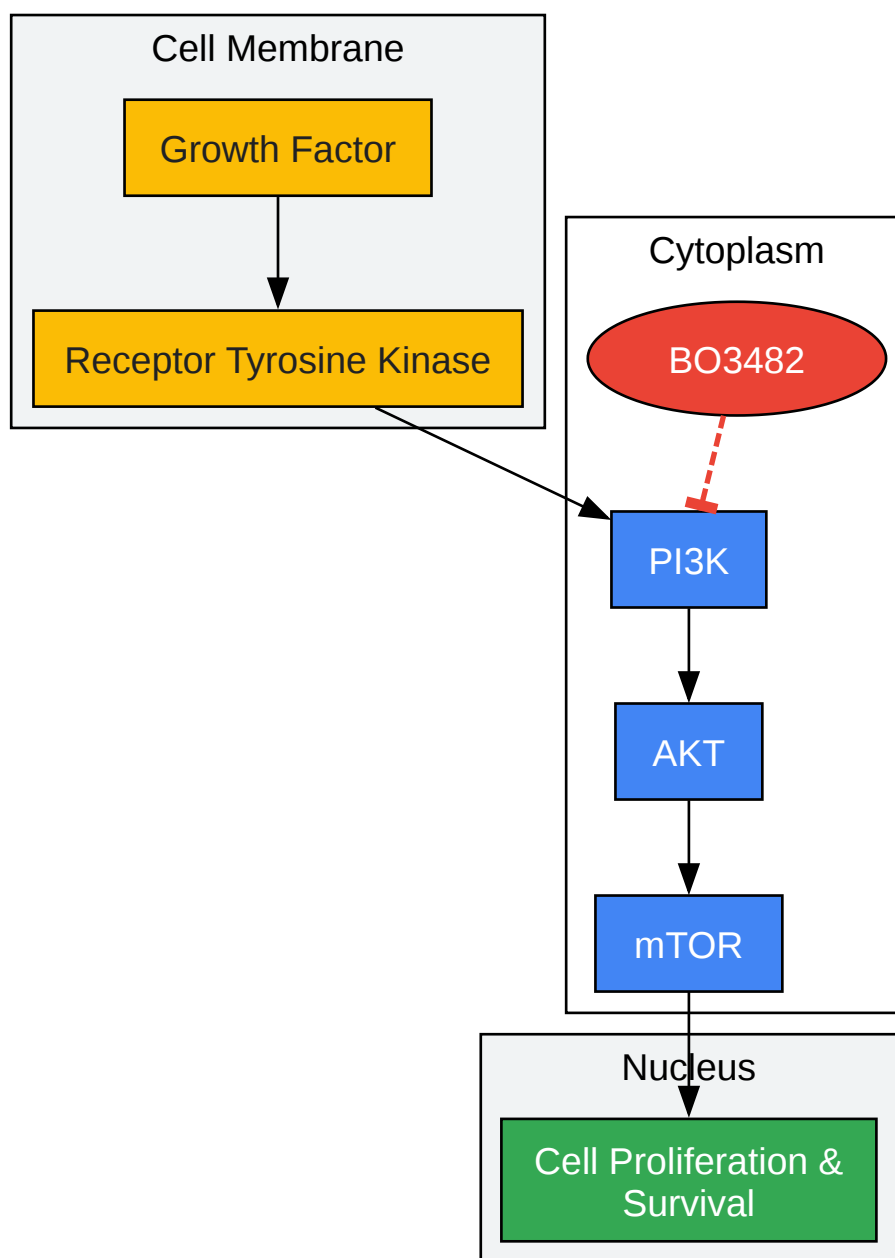 Cell Membrane
Growth Factor
Receptor Tyrosine Kinase
Cytoplasm
BO3482
PI3K
AKT
mTOR
Nucleus
Cell Proliferation &
Survival